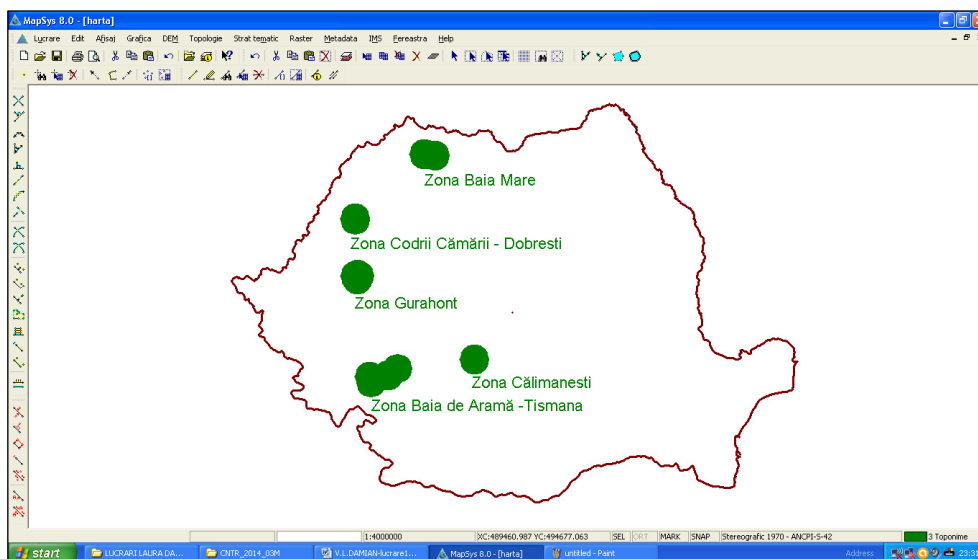 MapSys 8.0 - [harta]
Lucrare Edit Afisaj Grafica DEM Topologie Strat tematic Raster Metadata IMS Fereastra Help
Zona Baia Mare
Zona Codrii Cămării - Dobresti
Zona Gurahont
Zona Călimanesti
Zona Baia de Aramă -Tismana
1:4000000 XC:489460.987 YC:494677.063 SEL ORT MARK SNAP Stereografic 1970 - ANCPI-S-42 3 Toponime
start LUCRARI LAURA DA... CNTR_2014_03M V.L.DAMIAN-lucrare1... MapSys 8.0 - [harta] untitled - Paint Address